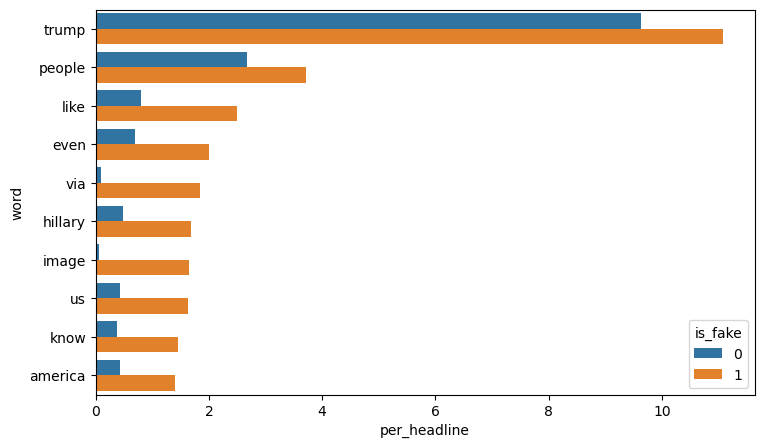 trump
people
like
even
via
hillary
image
us
know
america
word
0 2 4 6 8 10
per_headline
is_fake
0
1